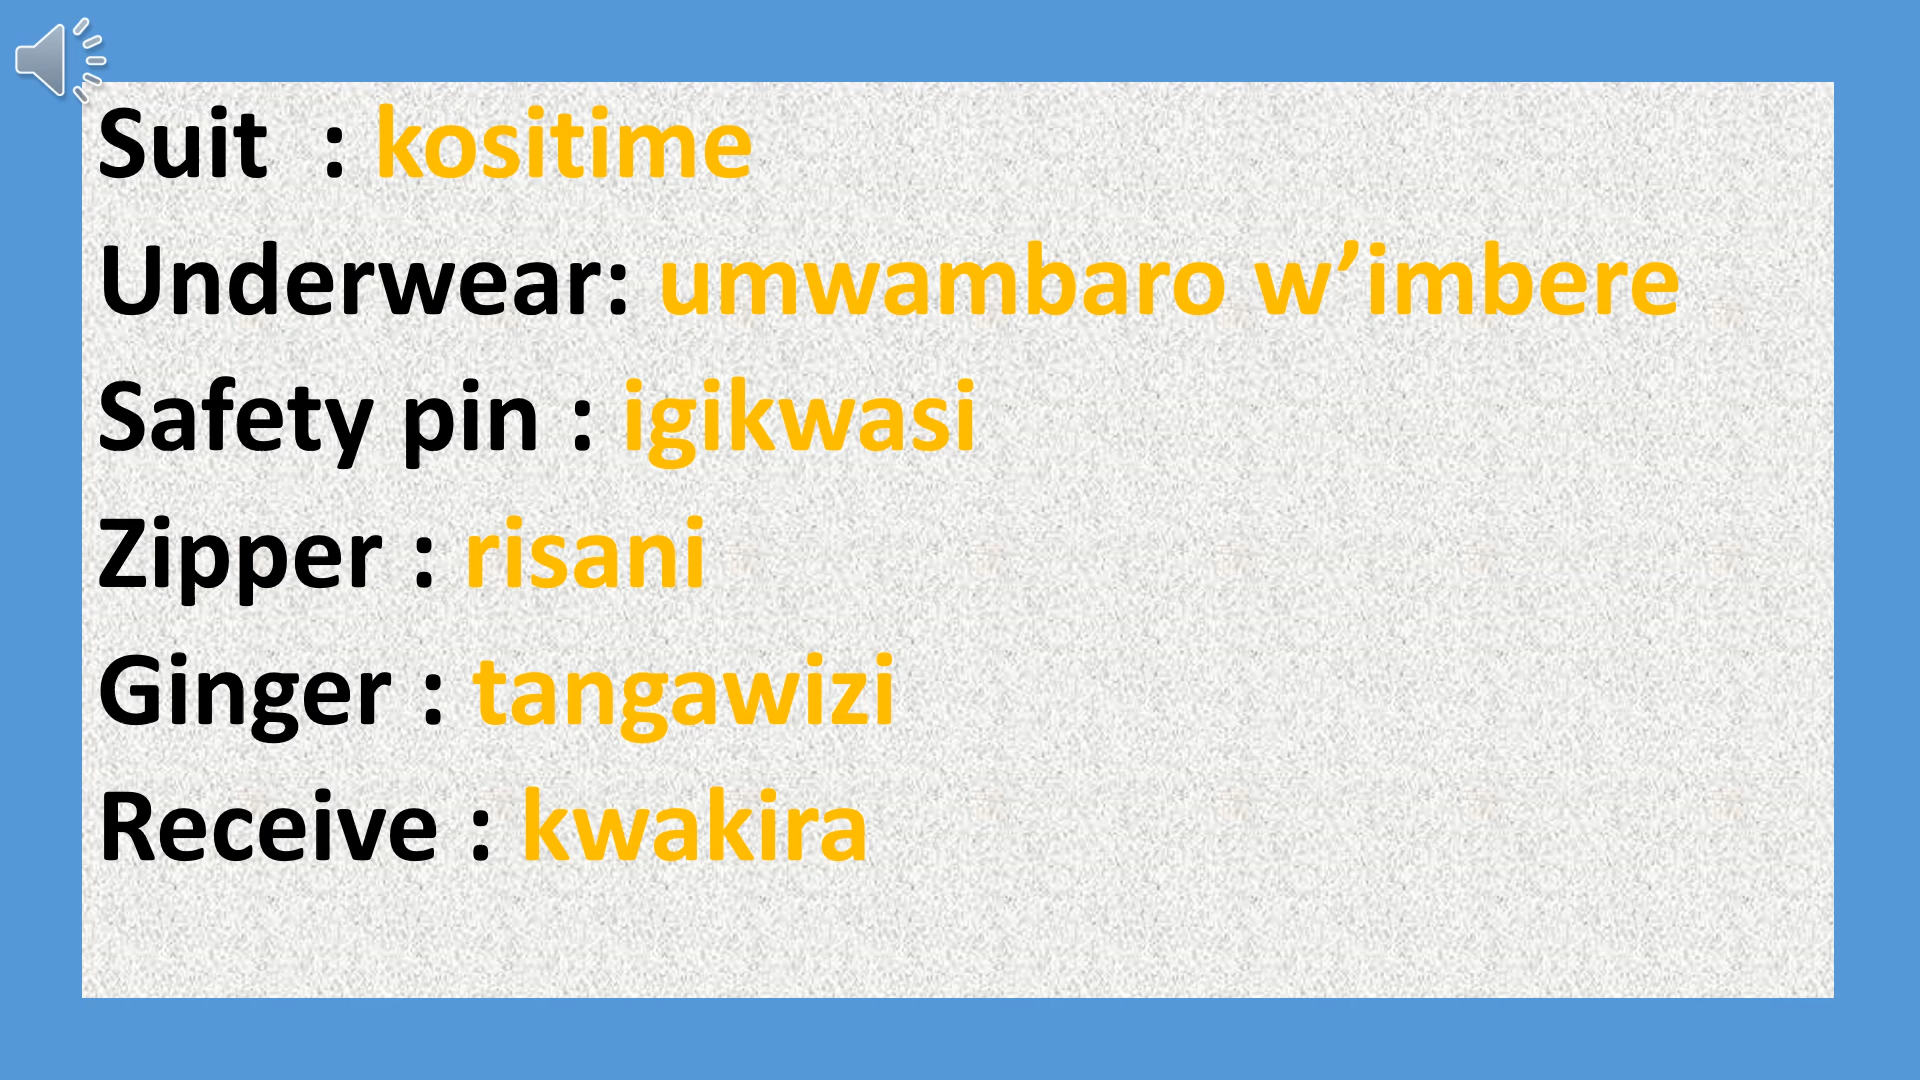 Suit  : kositime
Underwear: umwambaro w’imbere
Safety pin : igikwasi
Zipper : risani
Ginger : tangawizi
Receive : kwakira